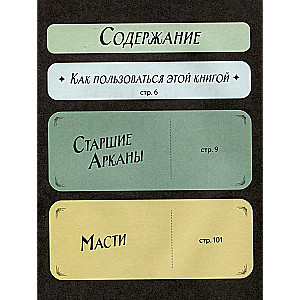 Содержание
Как пользоваться этой книгой
стр. 6
Старшие
Арканы
стр. 9
Масти
стр. 101